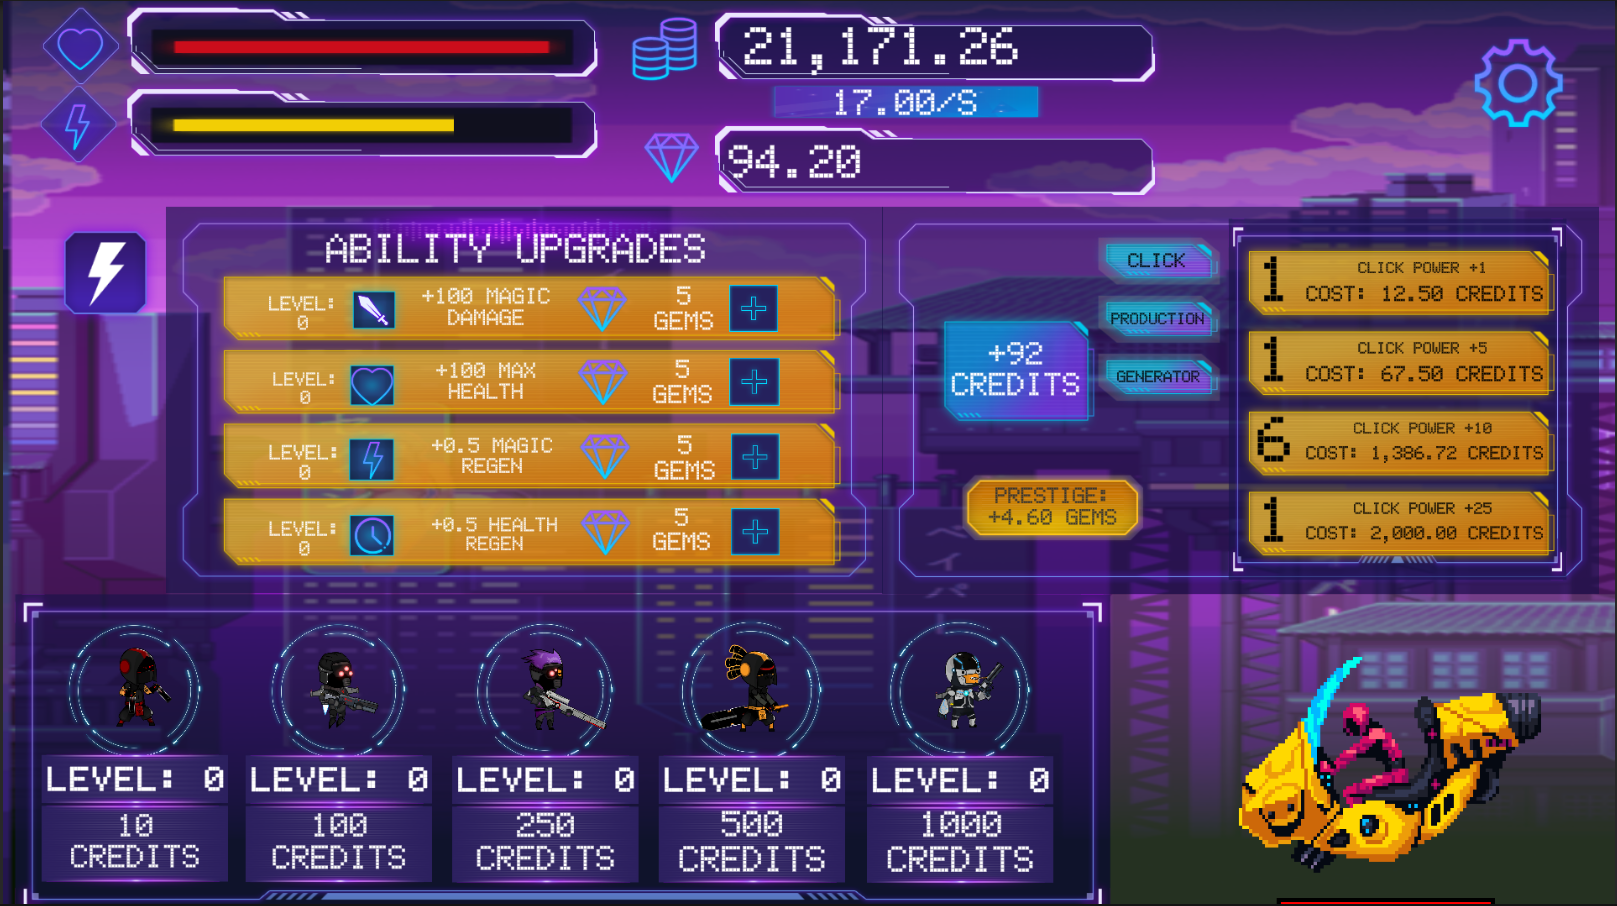 21,171.26
17.00/S
94.20
ABILITY UPGRADES
LEVEL:
0
+100 MAGIC
DAMAGE
5
GEMS
LEVEL:
0
+100 MAX
HEALTH
5
GEMS
LEVEL:
0
+0.5 MAGIC
REGEN
5
GEMS
LEVEL:
0
+0.5 HEALTH
REGEN
5
GEMS
+92
CREDITS
PRESTIGE:
+4.60 GEMS
CLICK
PRODUCTION
GENERATOR
1
CLICK POWER +1
COST: 12.50 CREDITS
1
CLICK POWER +5
COST: 67.50 CREDITS
6
CLICK POWER +10
COST: 1,386.72 CREDITS
1
CLICK POWER +25
COST: 2,000.00 CREDITS
LEVEL: 0
10
CREDITS
LEVEL: 0
100
CREDITS
LEVEL: 0
250
CREDITS
LEVEL: 0
500
CREDITS
LEVEL: 0
1000
CREDITS